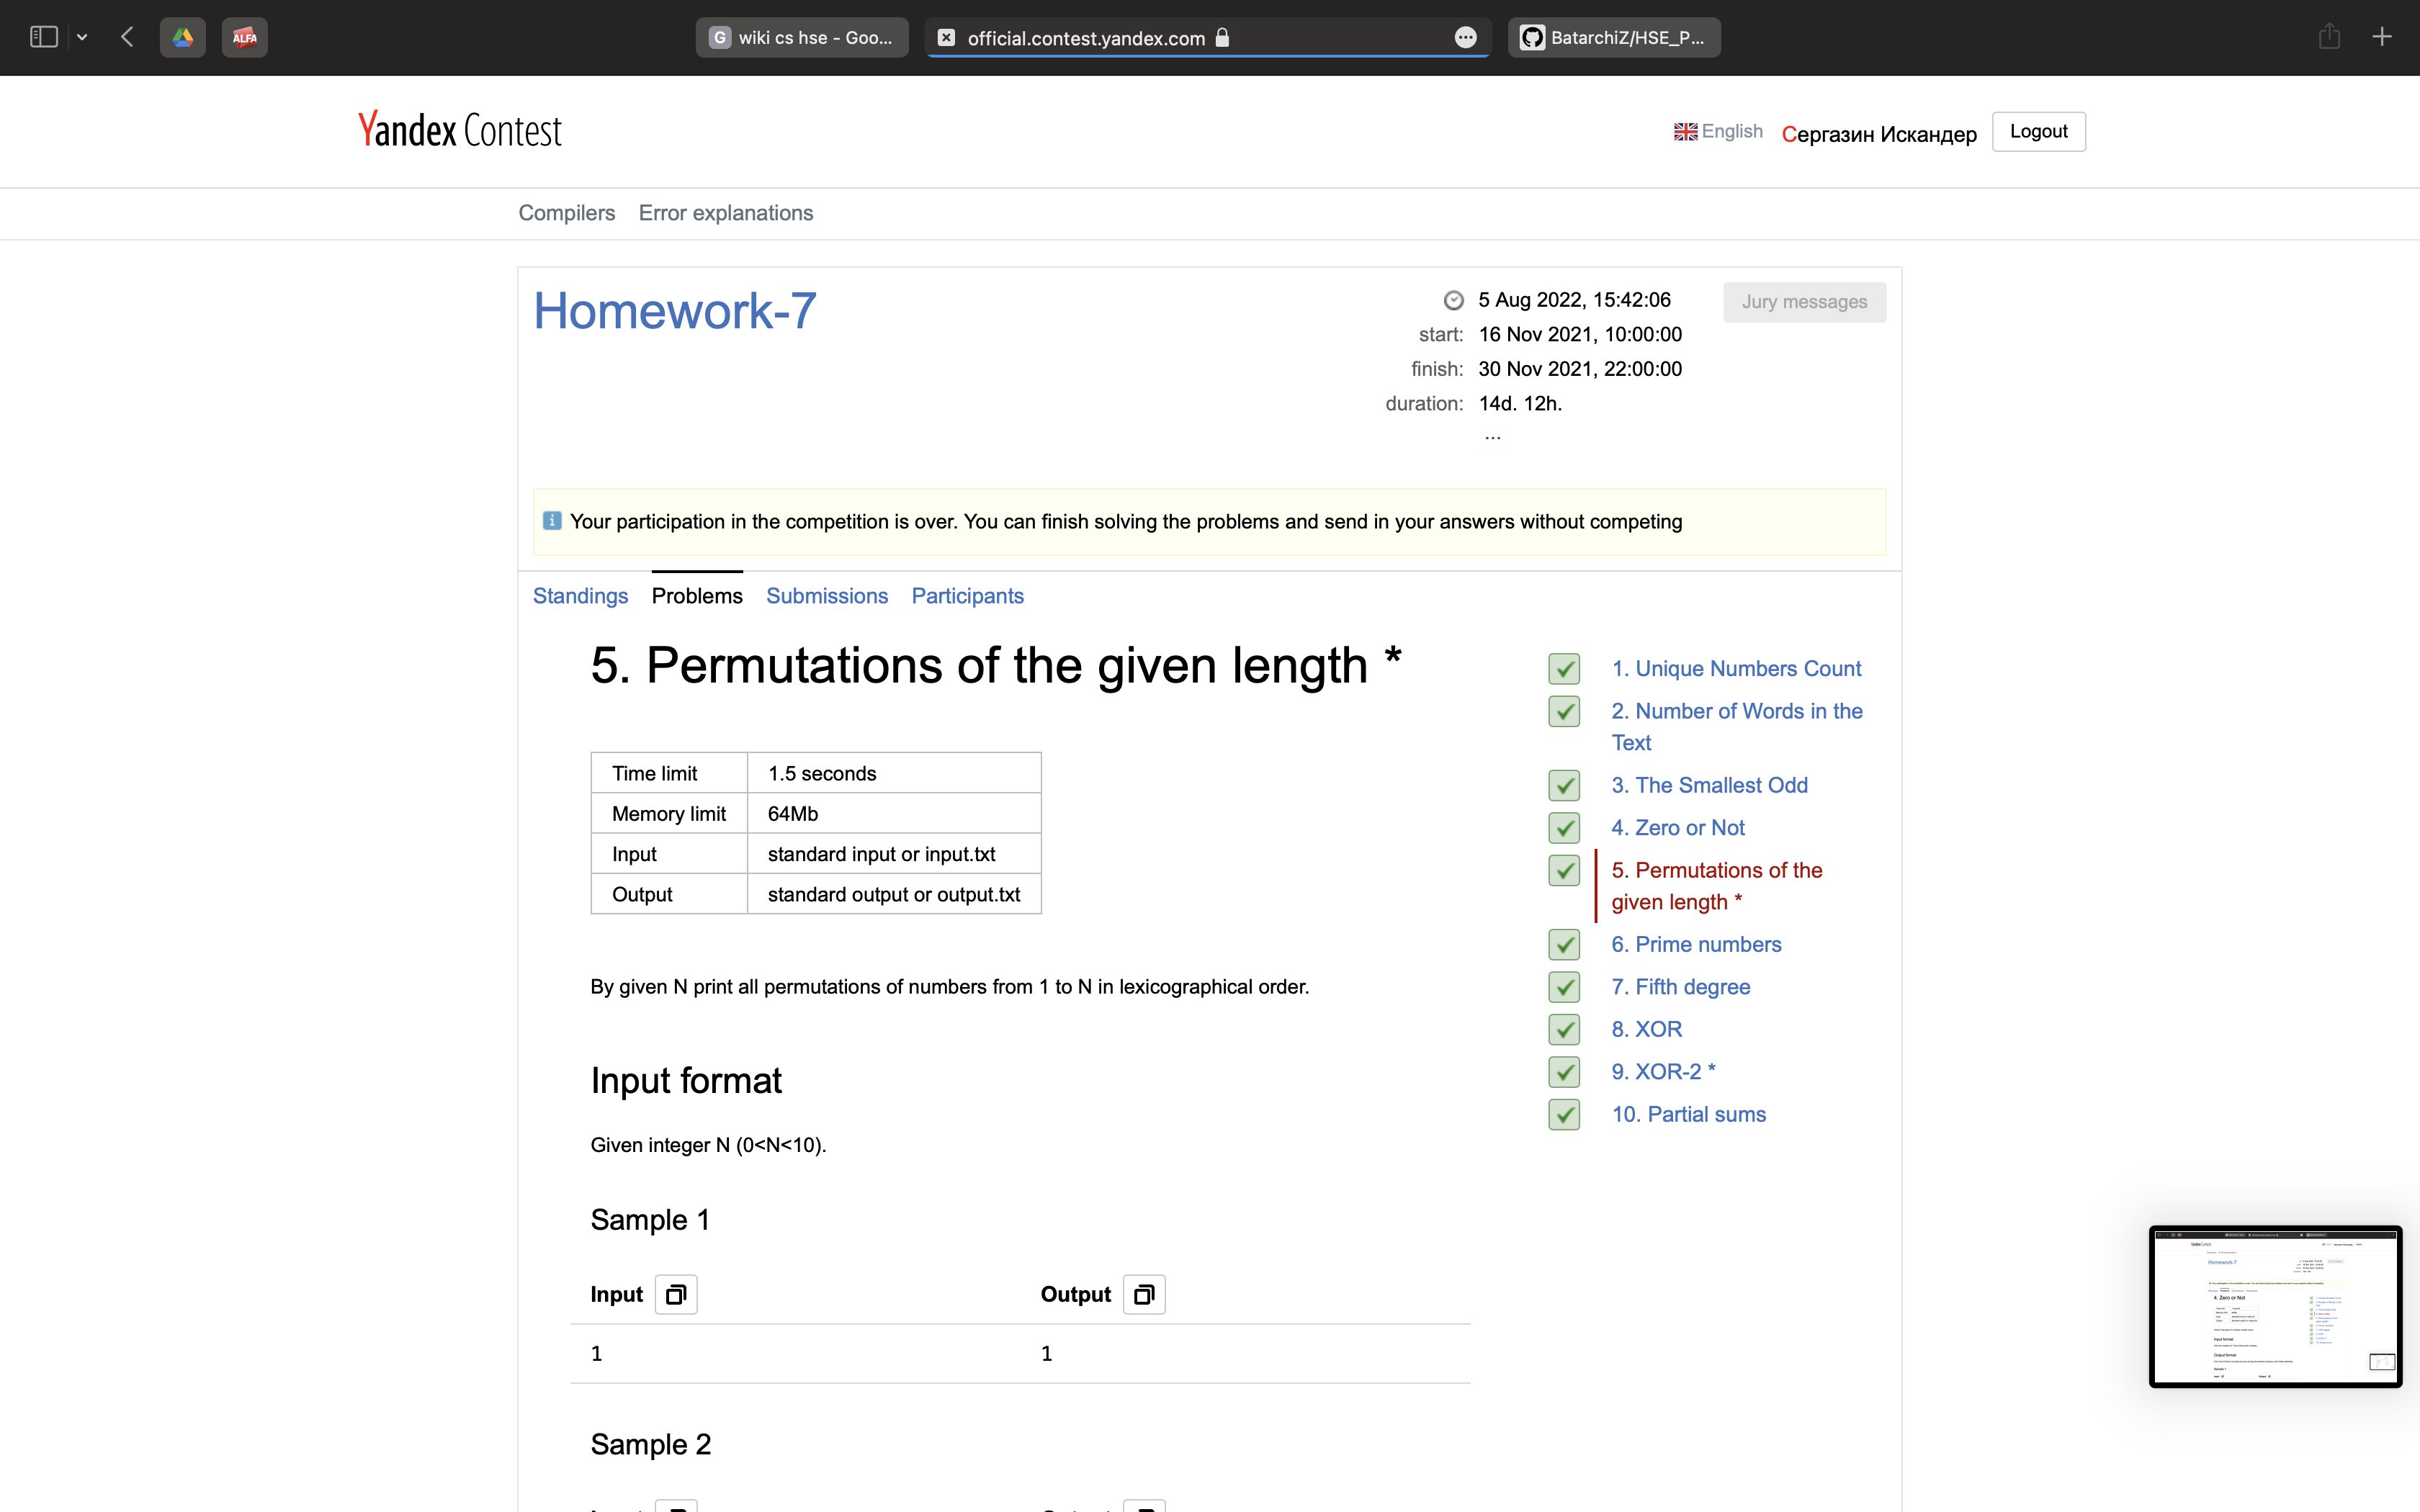 ALFA
G wiki cs hse - Goo...
official.contest.yandex.com
BatarchiZ/HSE_P...
Yandex Contest
English
Сергазин Искандер
Logout
Compilers
Error explanations
Homework-7
5 Aug 2022, 15:42:06
Jury messages
start: 16 Nov 2021, 10:00:00
finish: 30 Nov 2021, 22:00:00
duration: 14d. 12h.
...
Your participation in the competition is over. You can finish solving the problems and send in your answers without competing
Standings Problems Submissions Participants
5. Permutations of the given length *
Time limit 1.5 seconds
Memory limit 64Mb
Input standard input or input.txt
Output standard output or output.txt
By given N print all permutations of numbers from 1 to N in lexicographical order.
Input format
Given integer N (0<N<10).
Sample 1
Input Output
1 1
Sample 2
1. Unique Numbers Count
2. Number of Words in the
Text
3. The Smallest Odd
4. Zero or Not
5. Permutations of the
given length *
6. Prime numbers
7. Fifth degree
8. XOR
9. XOR-2 *
10. Partial sums
Homework-7
4. Zero or Not